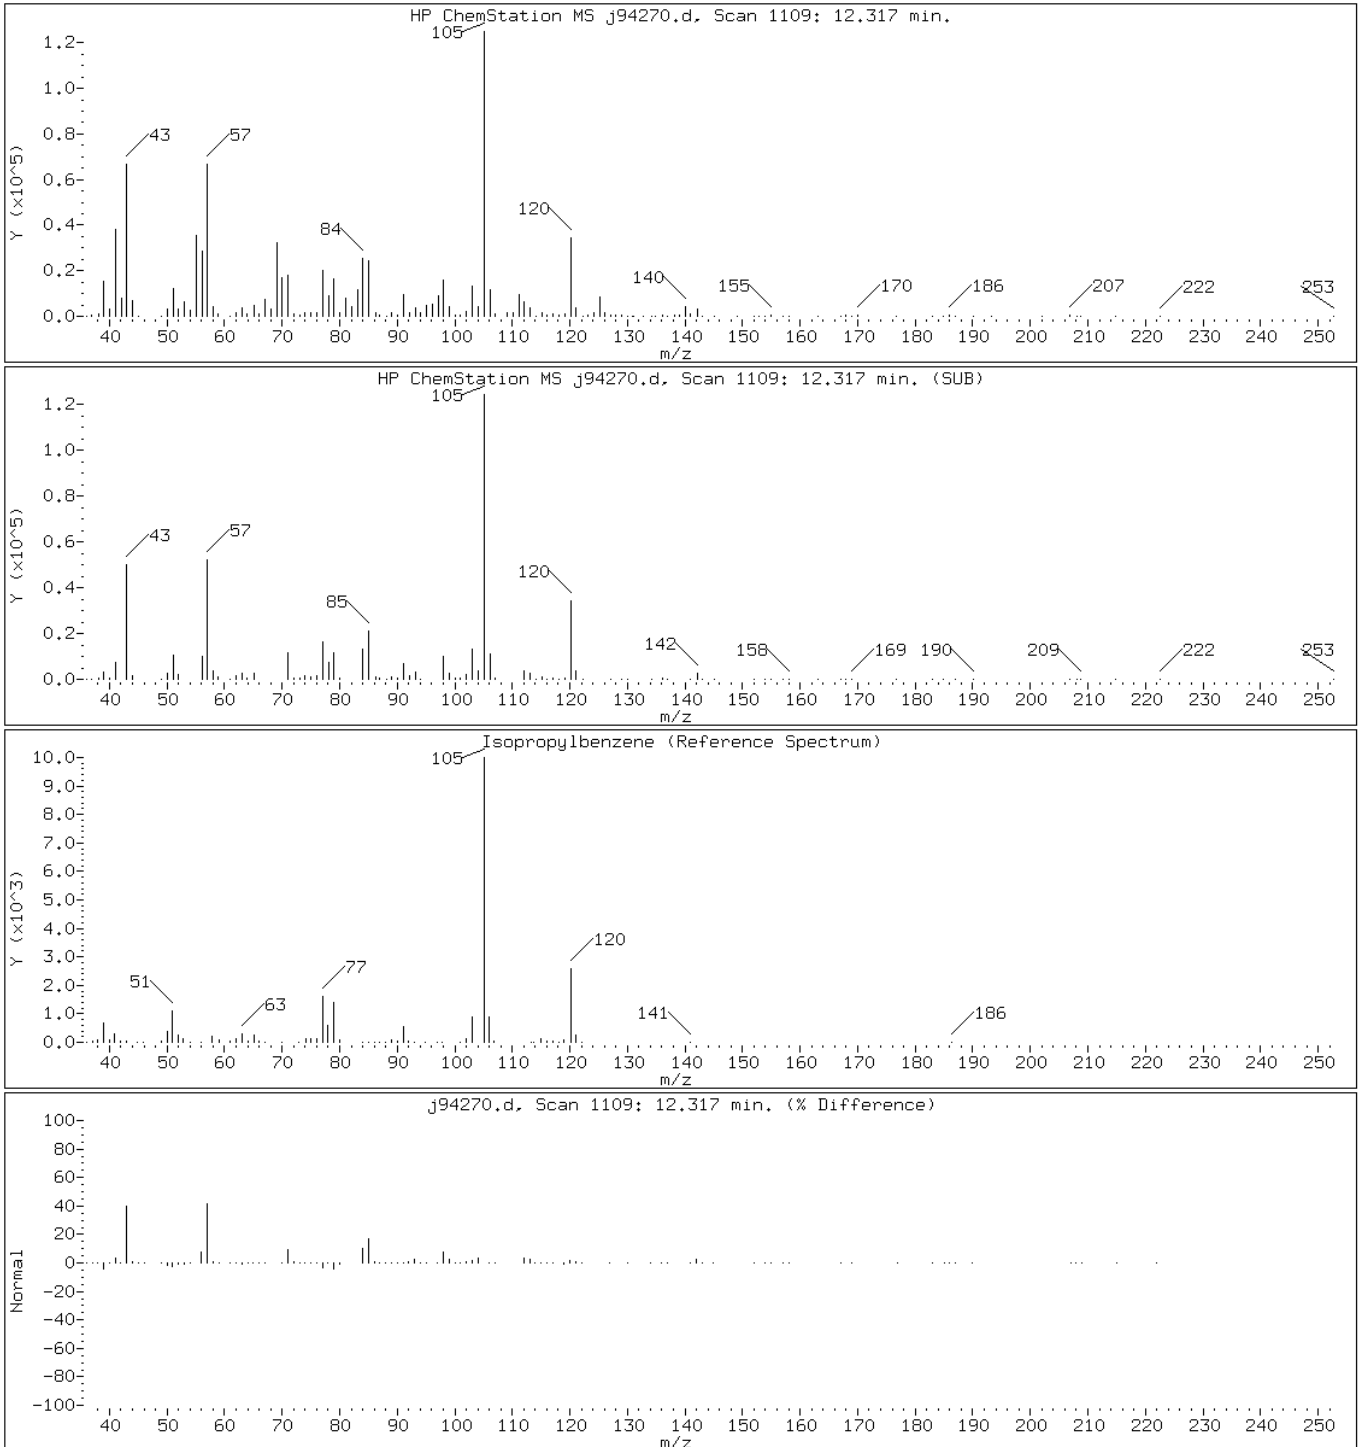 HP ChemStation MS j94270.d, Scan 1109: 12.317 min.
105
1.2-
1.0-
43 57
0.8-
0.6-
120
0.4-
84
140 155 170 186 207 222 253
0.2-
0.0-
Y (x10^5)
40 50 60 70 80 90 100 110 120 130 140 150 160 170 180 190 200 210 220 230 240 250
m/z
HP ChemStation MS j94270.d, Scan 1109: 12.317 min. (SUB)
105
1.2-
1.0-
0.8-
43 57
0.6-
120
0.4-
85
142 158 169 190 209 222 253
0.2-
0.0-
Y (x10^5)
40 50 60 70 80 90 100 110 120 130 140 150 160 170 180 190 200 210 220 230 240 250
m/z
Isopropylbenzene (Reference Spectrum)
105
10.0-
9.0-
8.0-
7.0-
6.0-
5.0-
4.0-
120
3.0-
77
51
2.0-
63 141 186
1.0-
0.0-
Y (x10^3)
40 50 60 70 80 90 100 110 120 130 140 150 160 170 180 190 200 210 220 230 240 250
m/z
j94270.d, Scan 1109: 12.317 min. (% Difference)
100-
80-
60-
40-
20-
0-
-20-
-40-
-60-
-80-
-100-
Normal
40 50 60 70 80 90 100 110 120 130 140 150 160 170 180 190 200 210 220 230 240 250
m/z